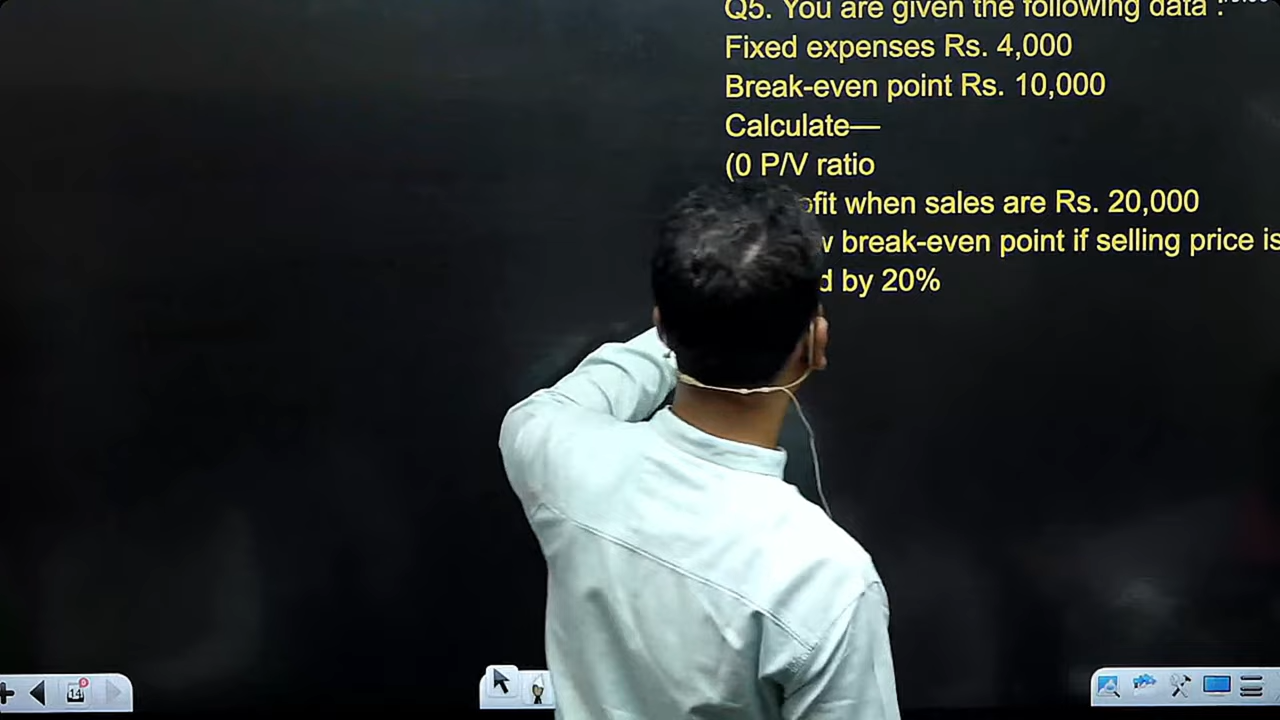 Q5. You are given the following data :
Fixed expenses Rs. 4,000
Break-even point Rs. 10,000
Calculate—
(0 P/V ratio
when sales are Rs. 20,000
break-even point if selling price is
by 20%
14